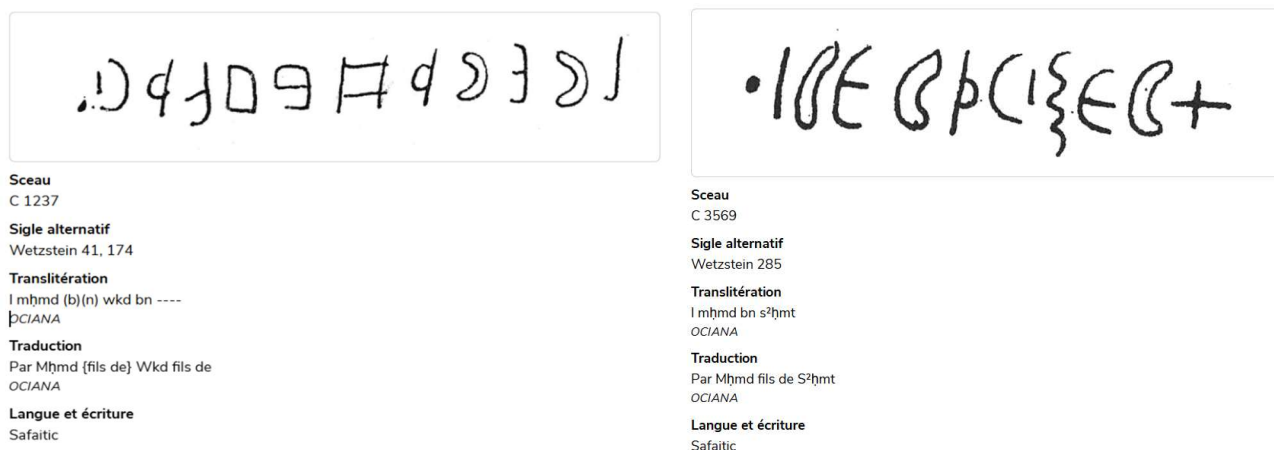 Sceau
C 1237
Sigle alternatif
Wetzstein 41, 174
Translitération
l mḥmd (b)(n) wkd bn ----
OCIANA
Traduction
Par Mḥmd {fils de} Wkd fils de
OCIANA
Langue et écriture
Safaitic
Sceau
C 3569
Sigle alternatif
Wetzstein 285
Translitération
l mḥmd bn s²ḥmt
OCIANA
Traduction
Par Mḥmd fils de S²ḥmt
OCIANA
Langue et écriture
Safaitic